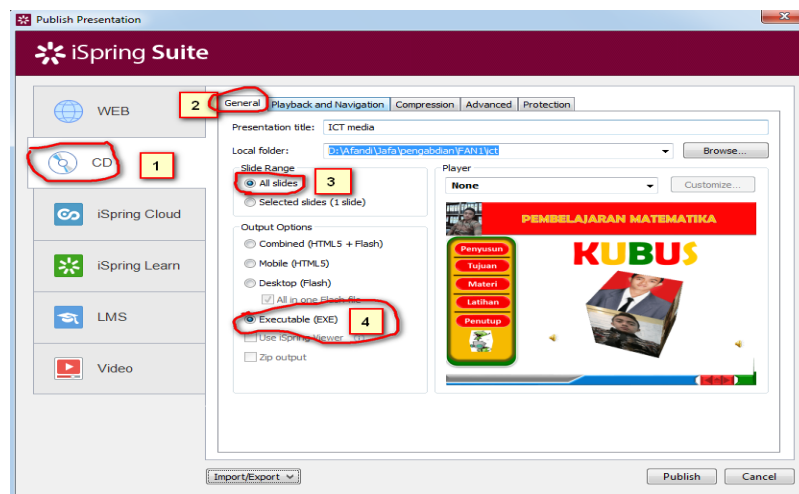 Publish Presentation
iSpring Suite
WEB
CD
1
iSpring Cloud
iSpring Learn
LMS
Video
2
General Playback and Navigation Compression Advanced Protection
Presentation title: ICT media
Local folder: D:\Afandi\Jafa\pengabdian\FAN1\ict Browse...
Slide Range
All slides
3
Selected slides (1 slide)
Output Options
Combined (HTML5 + Flash)
Mobile (HTML5)
Desktop (Flash)
All in one Flash file
Executable (EXE)
4
Use iSpring Viewer
Zip output
Player
None Customize...
PEMBELAJARAN MATEMATIKA
KUBUS
Penyusun
Tujuan
Materi
Latihan
Penutup
Import/Export
Publish Cancel